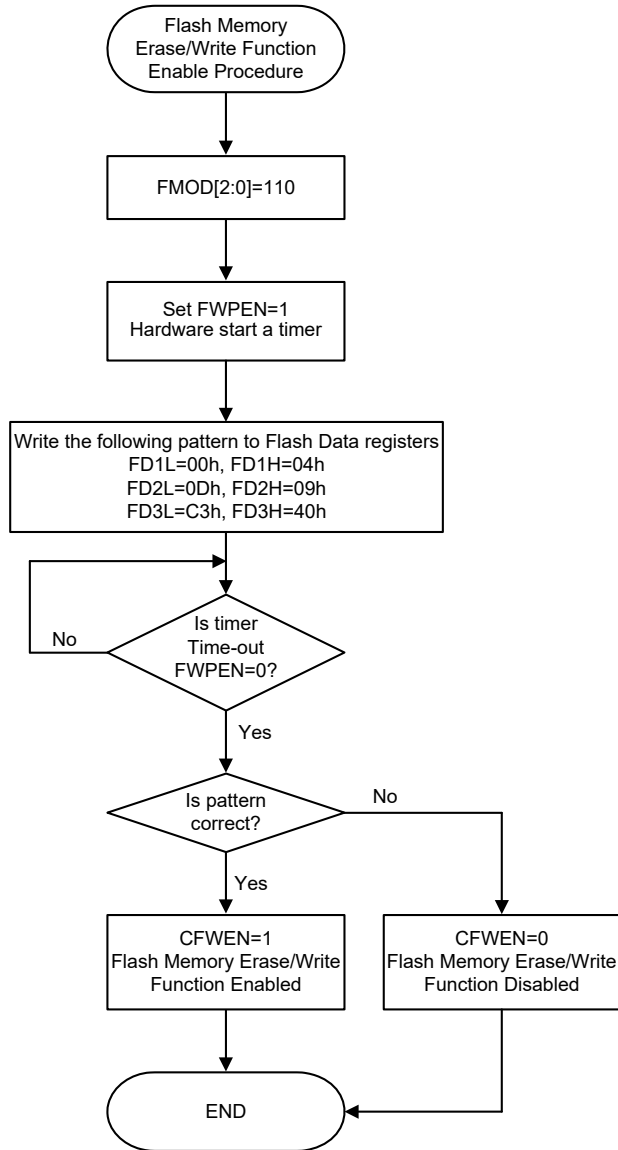 Flash Memory
Erase/Write Function
Enable Procedure
FMOD[2:0]=110
Set FWPEN=1
Hardware start a timer
Write the following pattern to Flash Data registers
FD1L=00h, FD1H=04h
FD2L=0Dh, FD2H=09h
FD3L=C3h, FD3H=40h
Is timer
Time-out
FWPEN=0?
No
Yes
Is pattern
correct?
No
Yes
CFWEN=1
Flash Memory Erase/Write
Function Enabled
CFWEN=0
Flash Memory Erase/Write
Function Disabled
END